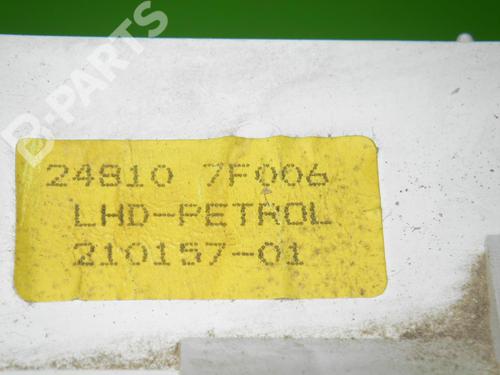 B-PARTS
24810 7F006
LHD-PETROL
210157-01